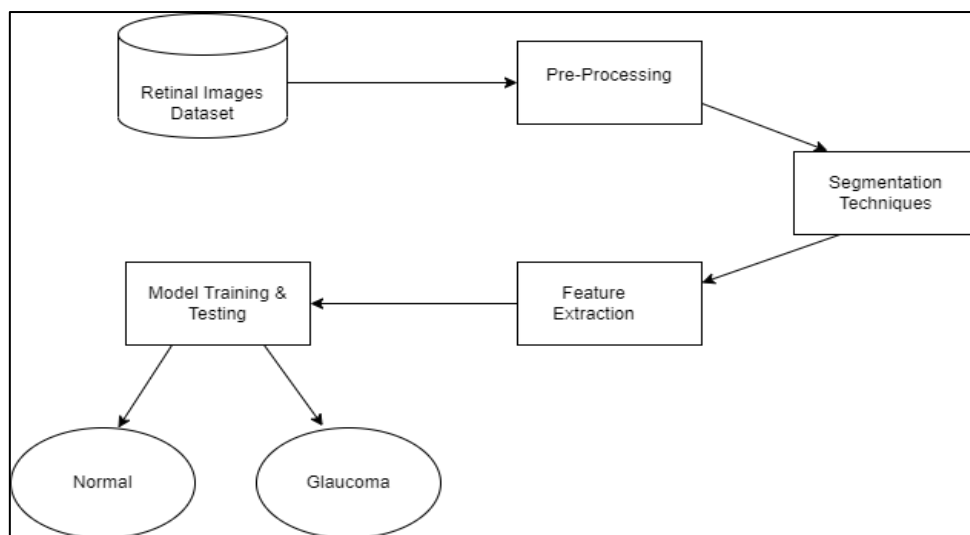 Retinal Images
Dataset
Pre-Processing
Segmentation
Techniques
Feature
Extraction
Model Training &
Testing
Normal
Glaucoma